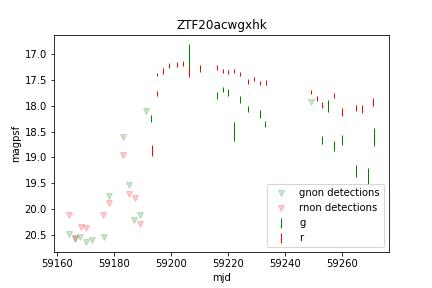 ZTF20acwgxhk
17.0
17.5
18.0
18.5
19.0
19.5
20.0
20.5
magpsf
gnon detections
rnon detections
g
r
59160 59180 59200 59220 59240 59260
mjd